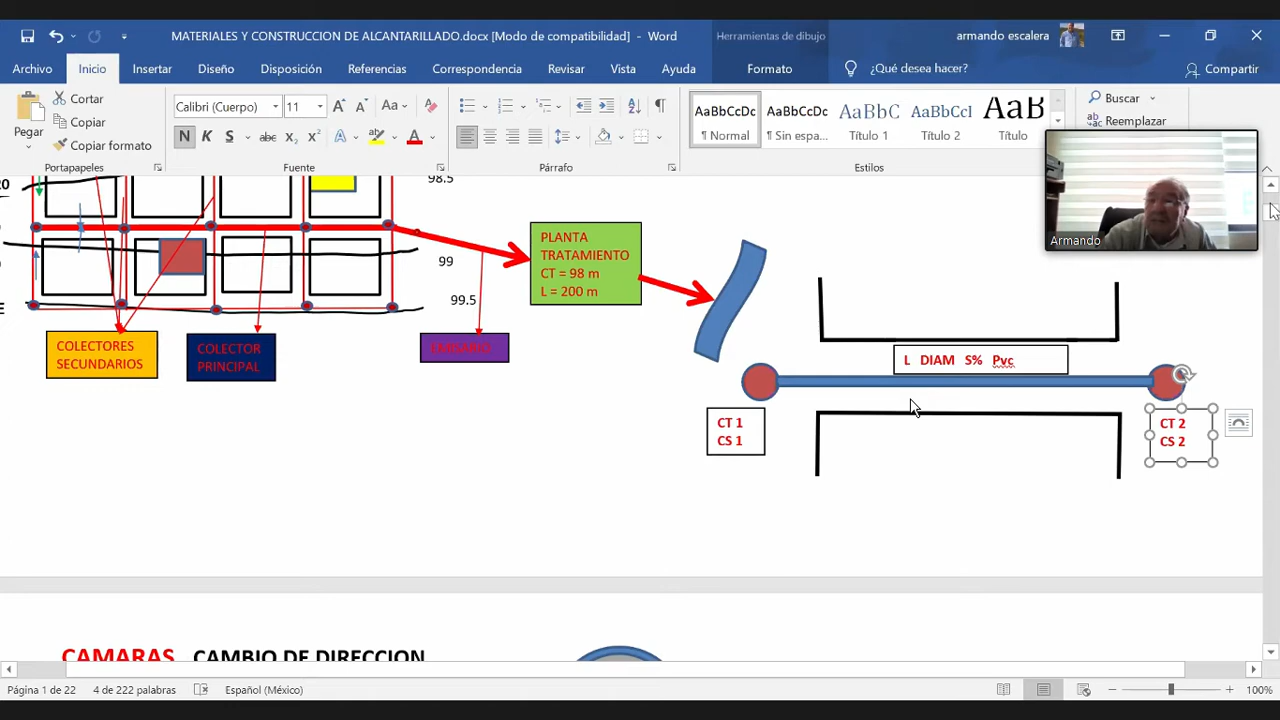 MATERIALES Y CONSTRUCCION DE ALCANTARILLADO.docx [Modo de compatibilidad] - Word
Herramientas de dibujo
armando escalera
Archivo Inicio Insertar Diseño Disposición Referencias Correspondencia Revisar Vista Ayuda Formato ¿Qué desea hacer? Compartir
Pegar
Cortar
Copiar
Copiar formato
Calibri (Cuerpo) 11
N K S abc x₂ x²
AaBbCcDc AaBbCcDc AaBbC AaBbCcI AaB
¶ Normal ¶ Sin espa... Título 1 Título 2 Título
Buscar
Reemplazar
Portapapeles Fuente Párrafo Estilos
Armando
20
98.5
99
99.5
E
PLANTA
TRATAMIENTO
CT = 98 m
L = 200 m
COLECTORES
SECUNDARIOS
COLECTOR
PRINCIPAL
EMISARIO
L DIAM S% Pvc
CT 1
CS 1
CT 2
CS 2
CAMARAS CAMBIO DE DIRECCION
Página 1 de 22 4 de 222 palabras Español (México) 100%